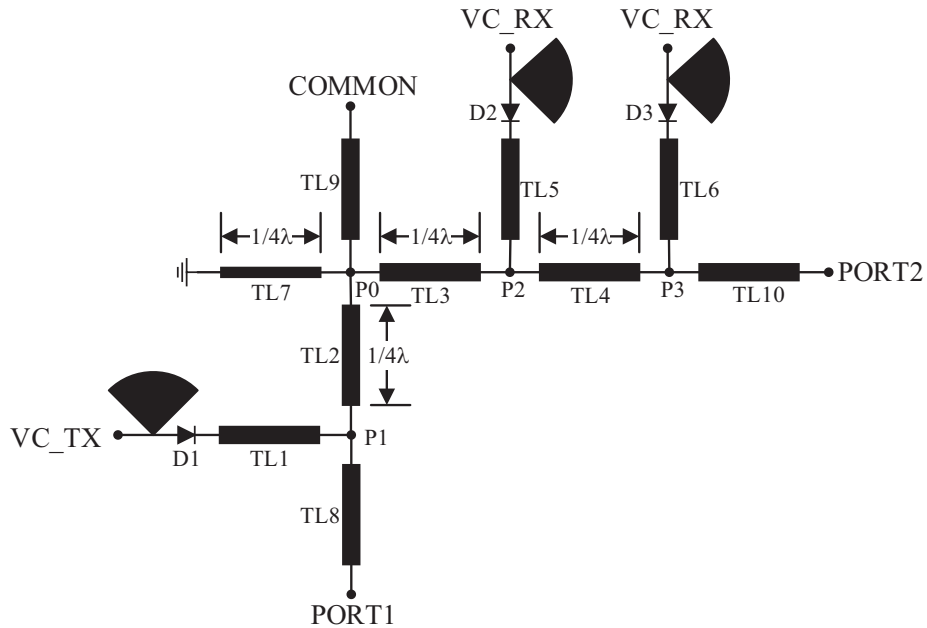 VC_RX VC_RX
COMMON
D2 D3
TL9 TL5 TL6
1/4λ 1/4λ 1/4λ
PORT2
TL7 P0 TL3 P2 TL4 P3 TL10
TL2 1/4λ
VC_TX P1
D1 TL1
TL8
PORT1